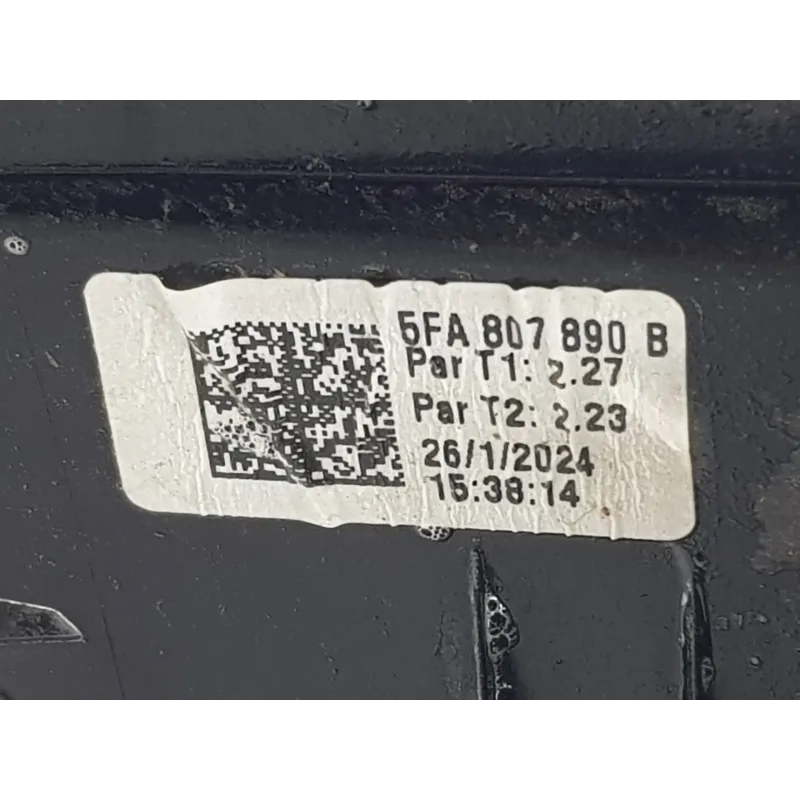 5FA 807 890 B
Par T1: 2.27
Par T2: 2.23
26/1/2024
15:38:14